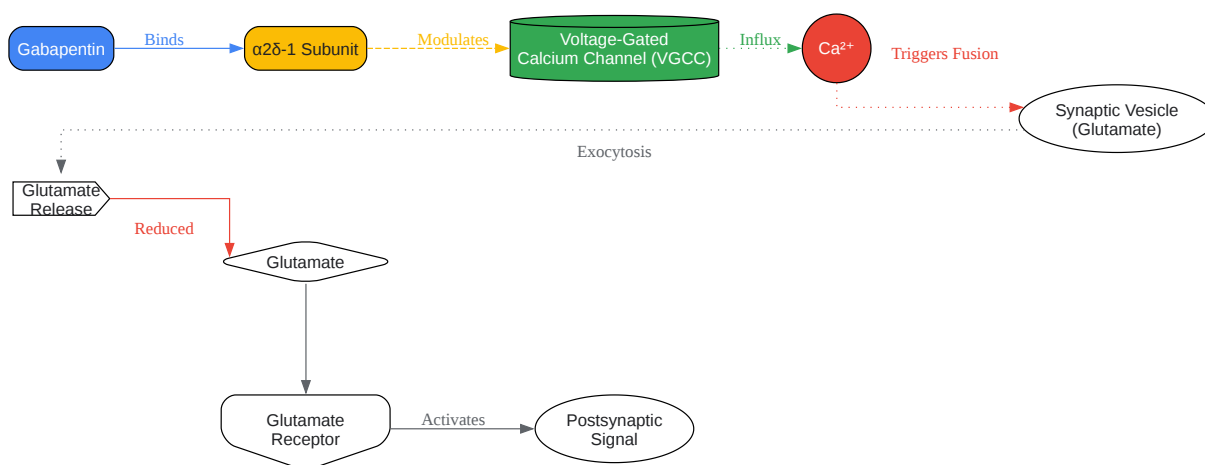 Gabapentin
Binds
α2δ-1 Subunit
Modulates
Voltage-Gated
Calcium Channel (VGCC)
Influx
Ca²⁺
Triggers Fusion
Synaptic Vesicle
(Glutamate)
Exocytosis
Glutamate
Release
Reduced
Glutamate
Glutamate
Receptor
Activates
Postsynaptic
Signal